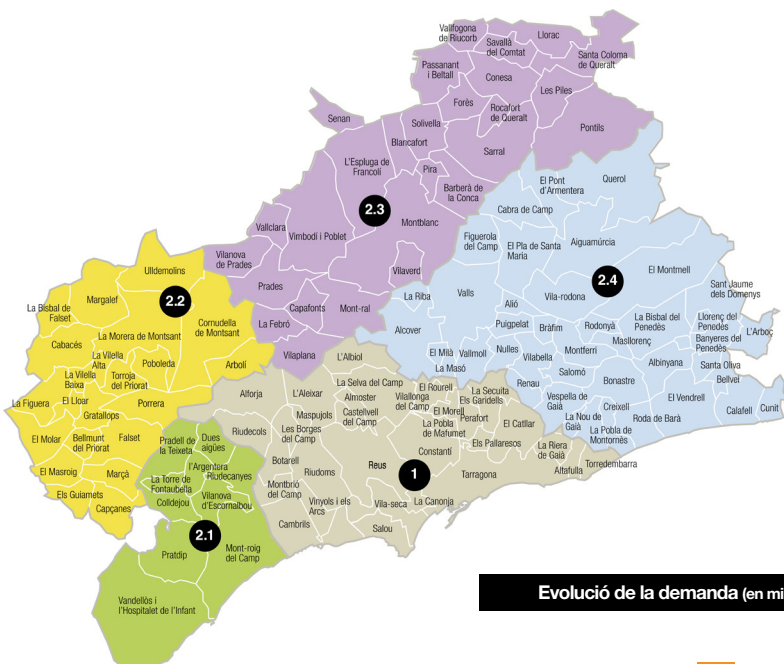 Vallfogona
de Riucorb
Savallà
del Comtat
Llorac
Santa Coloma
de Queralt
Passanant
i Beltall
Conesa
Les Piles
Forès
Rocafort
de Queralt
Senan
Solivella
Blancafort
Pontils
Sarral
L'Espluga de
Francolí
Pira
Barberà de
la Conca
2.3
Montblanc
Vallclara
Vimbodí i Poblet
Vilanova
de Prades
Vilaverd
Prades
Capafonts
Mont-ral
La Febró
Vilaplana
El Pont
d'Armentera
Querol
Cabra de Camp
Figuerola
del Camp
El Pla de Santa
Maria
Aiguamúrcia
2.4
El Montmell
Sant Jaume
dels Domenys
La Riba
Valls
Vila-rodona
Alió
Alcover
Puigpelat
Bràfim
Rodonyà
La Bisbal del
Penedès
Llorenç del
Penedès
L'Arboç
Masllorenç
Banyeres del
Penedès
El Milà
Vallmoll
Nulles
Vilabella
Montferri
Albinyana
Santa Oliva
La Masó
Salomó
Bellvei
Renau
Bonastre
Vespella de
Gaià
Creixell
El Vendrell
Calafell
Cunit
La Nou de
Gaià
Roda de Barà
La Pobla de
Montornès
Ulldemolins
2.2
Margalef
La Bisbal de
Falset
Cornudella
de Montsant
Cabacés
La Morera de Montsant
La Vilella
Alta
Poboleda
Arbolí
La Vilella
Baixa
Torroja
del Priorat
La Figuera
El Lloar
Porrera
Gratallops
El Molar
Bellmunt
del Priorat
Falset
El Masroig
Marçà
Els Guiamets
Capçanes
L'Albiol
Alforja
L'Aleixar
La Selva del Camp
El Rourell
La Secuita
Almoster
Vilallonga
del Camp
Els Garidells
Maspujols
Castellvell
del Camp
El Morell
Perafort
Riudecols
Les Borges
del Camp
La Pobla
de Mafumet
El Catllar
Els Pallaresos
La Riera
de Gaià
Botarell
Reus
Constantí
Torredembarra
Riudoms
1
Tarragona
Altafulla
Montbrió
del Camp
Vinyols i els
Arcs
Vila-seca
La Canonja
Cambrils
Salou
Pradell de
la Teixeta
Dues
aigües
l'Argentera
Riudecanyes
La Torre de
Fontaubella
Colldejou
Vilanova
d'Escornalbou
2.1
Pratdip
Mont-roig
del Camp
Vandellòs i
l'Hospitalet de l'Infant
Evolució de la demanda (en mi